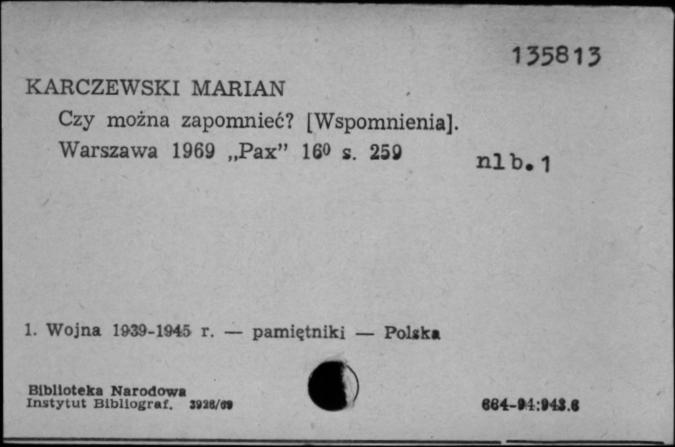 135813
KARCZEWSKI MARIAN
Czy można zapomnieć? [Wspomnienia].
Warszawa 1969 „Pax” 16⁰ s. 259 nlb. 1
1. Wojna 1939-1945 r. — pamiętniki — Polska
Biblioteka Narodowa
Instytut Bibliograf. 3928/69 664-94:943.8